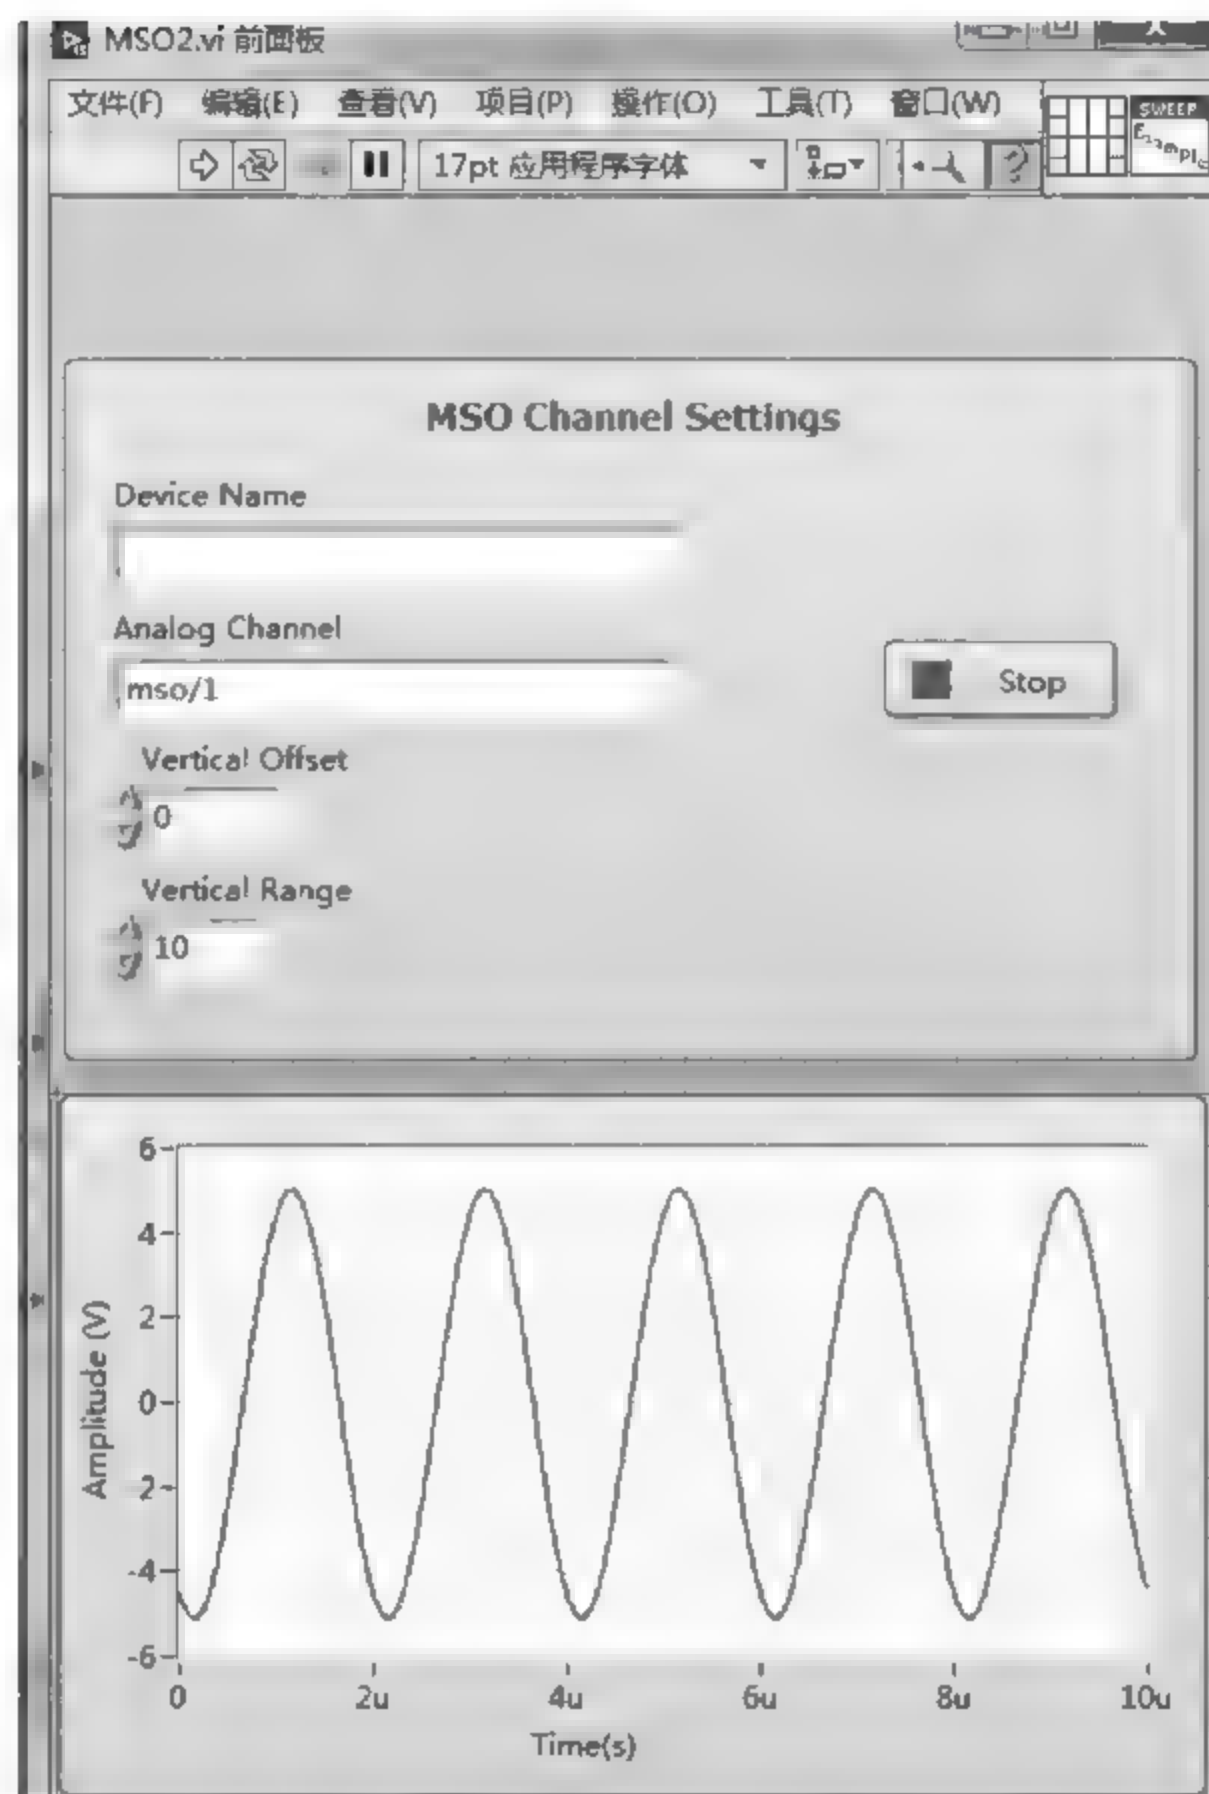 MSO2.vi 前面板
文件(F) 编辑(E) 查看(V) 项目(P) 操作(O) 工具(T) 窗口(W)
SWEEP
Example
17pt 应用程序字体
MSO Channel Settings
Device Name
Analog Channel
mso/1
Stop
Vertical Offset
0
Vertical Range
10
6
4
2
0
-2
-4
-6
Amplitude (V)
0 2u 4u 6u 8u 10u
Time(s)